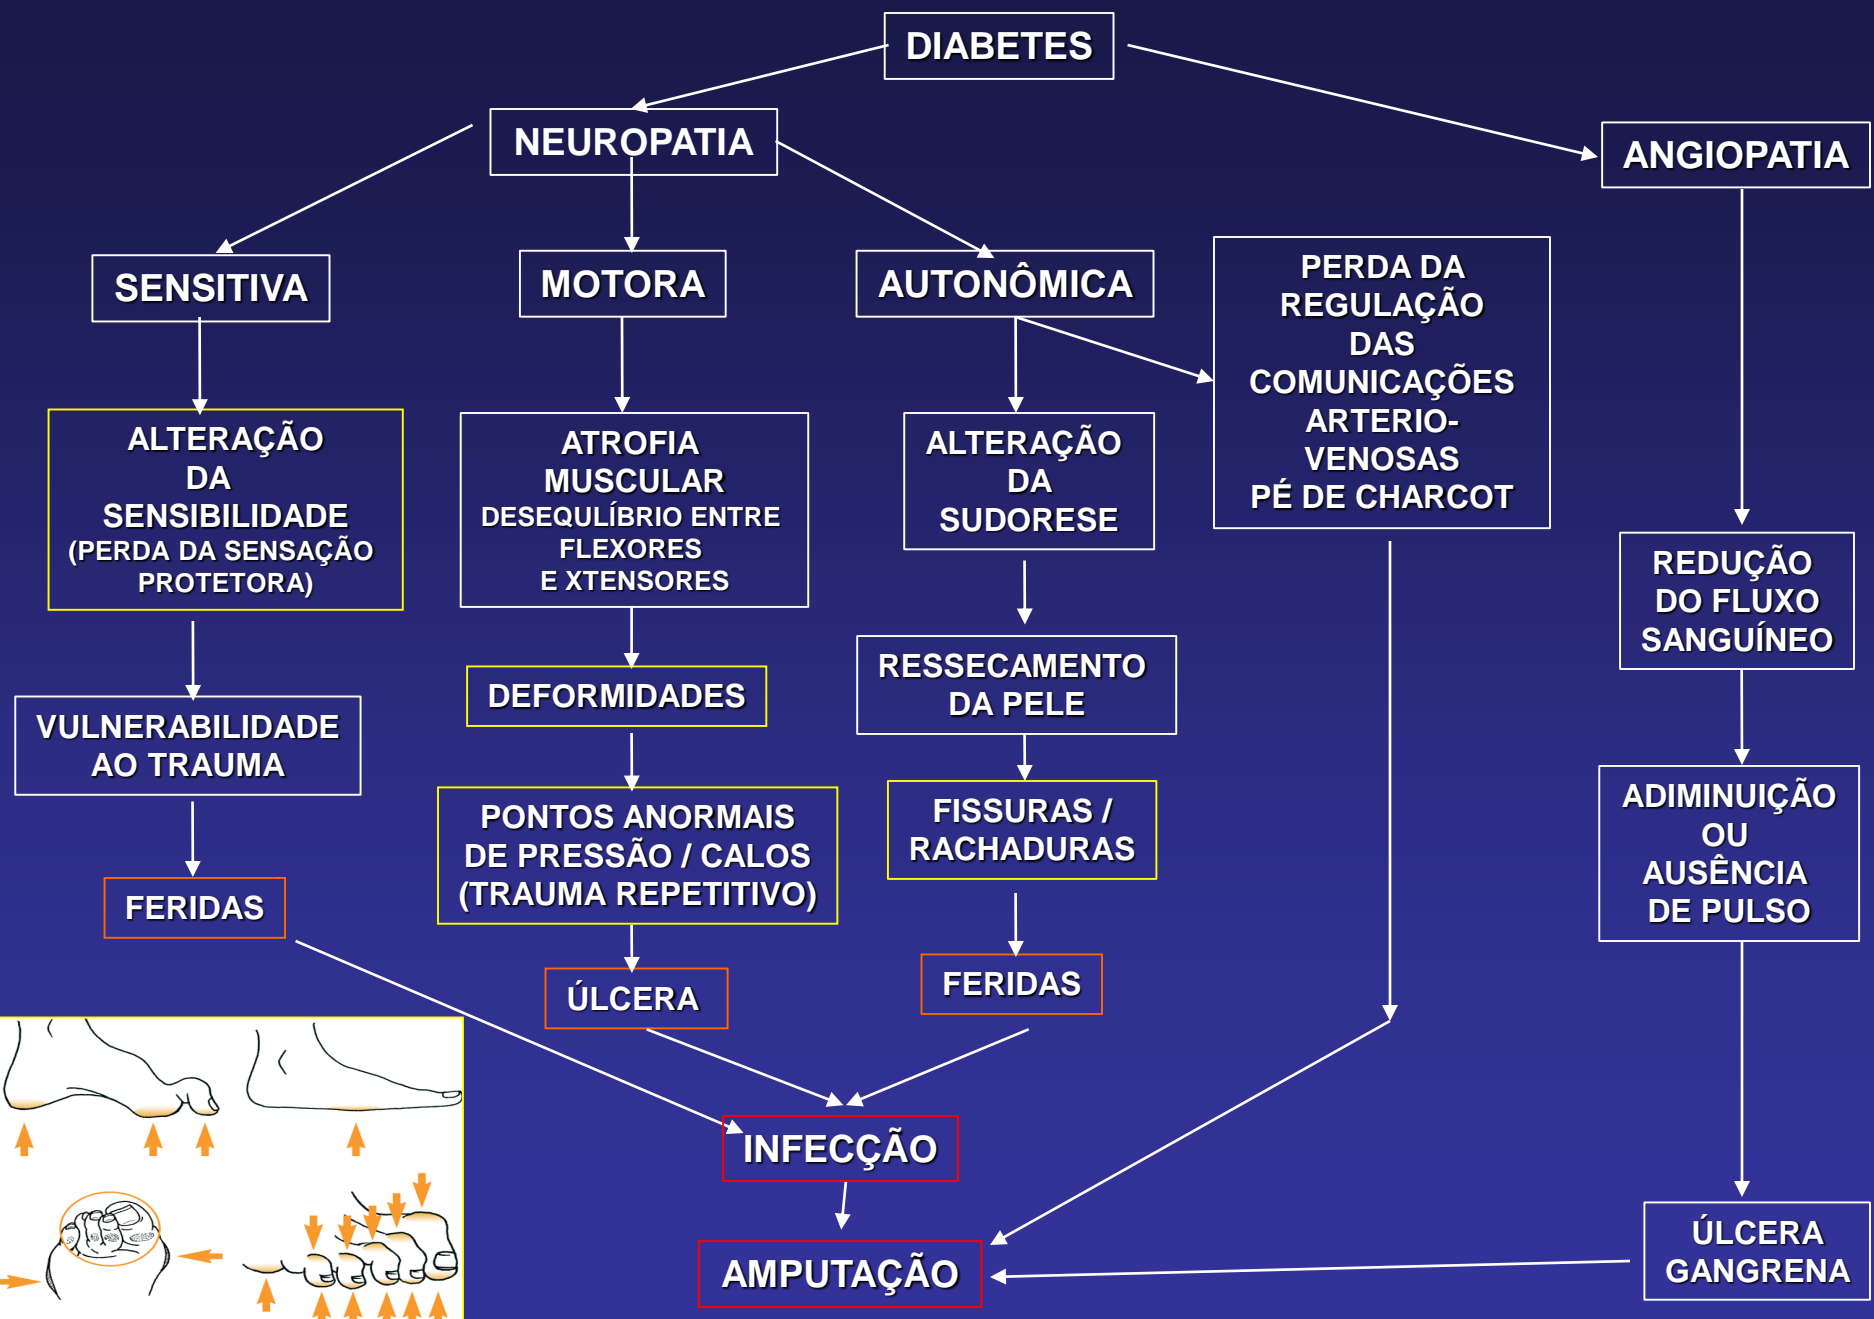 DIABETES
NEUROPATIA
ANGIOPATIA
SENSITIVA
MOTORA
AUTONÔMICA
PERDA DA
REGULAÇÃO
DAS
COMUNICAÇÕES
ARTERIO-
VENOSAS
PÉ DE CHARCOT
ALTERAÇÃO
DA
SENSIBILIDADE
(PERDA DA SENSAÇÃO
PROTETORA)
ATROFIA
MUSCULAR
DESEQULÍBRIO ENTRE
FLEXORES
E XTENSORES
ALTERAÇÃO
DA
SUDORESE
REDUÇÃO
DO FLUXO
SANGUÍNEO
VULNERABILIDADE
AO TRAUMA
DEFORMIDADES
RESSECAMENTO
DA PELE
PONTOS ANORMAIS
DE PRESSÃO / CALOS
(TRAUMA REPETITIVO)
FISSURAS /
RACHADURAS
ADIMINUIÇÃO
OU
AUSÊNCIA
DE PULSO
FERIDAS
ÚLCERA
FERIDAS
INFECÇÃO
AMPUTAÇÃO
ÚLCERA
GANGRENA